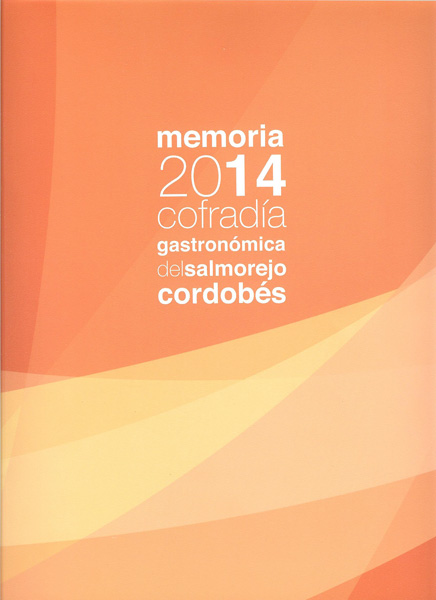 memoria
2014
cofradía
gastronómica
delsalmorejo
cordobés